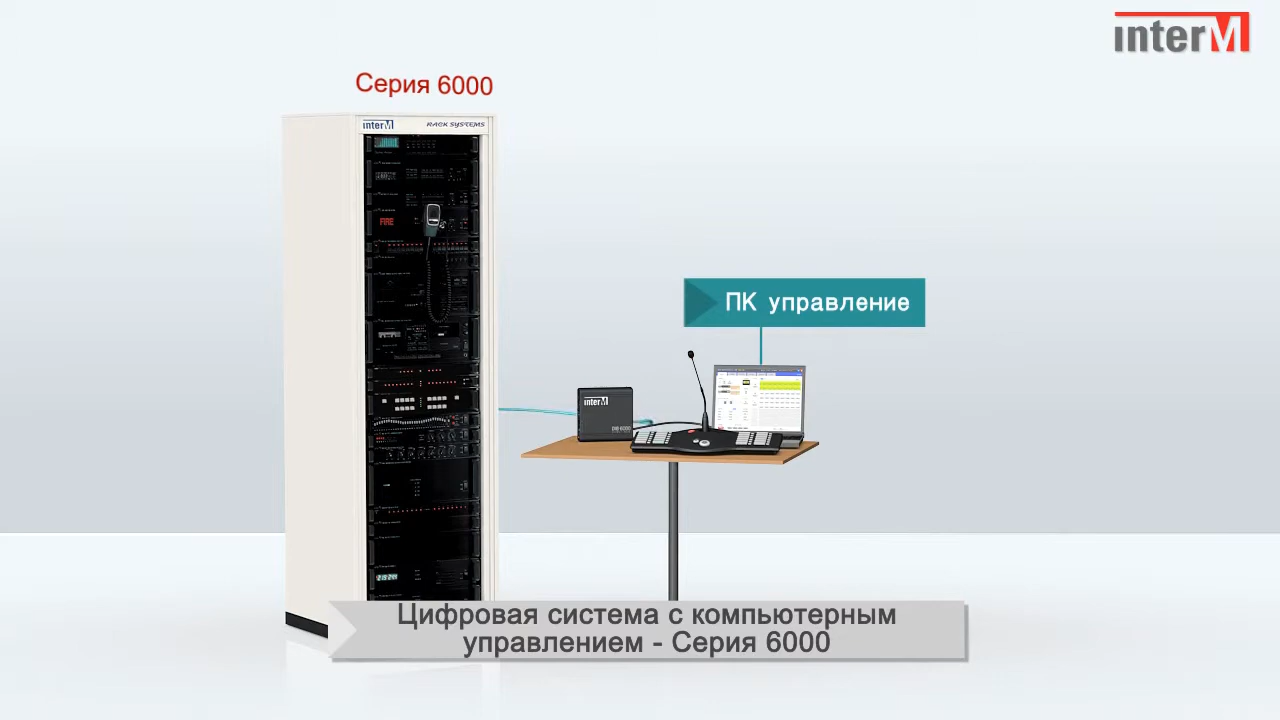 interM
Серия 6000
interM RACK SYSTEMS
FIRE
ПК управление
interM
Цифровая система с компьютерным
управлением - Серия 6000